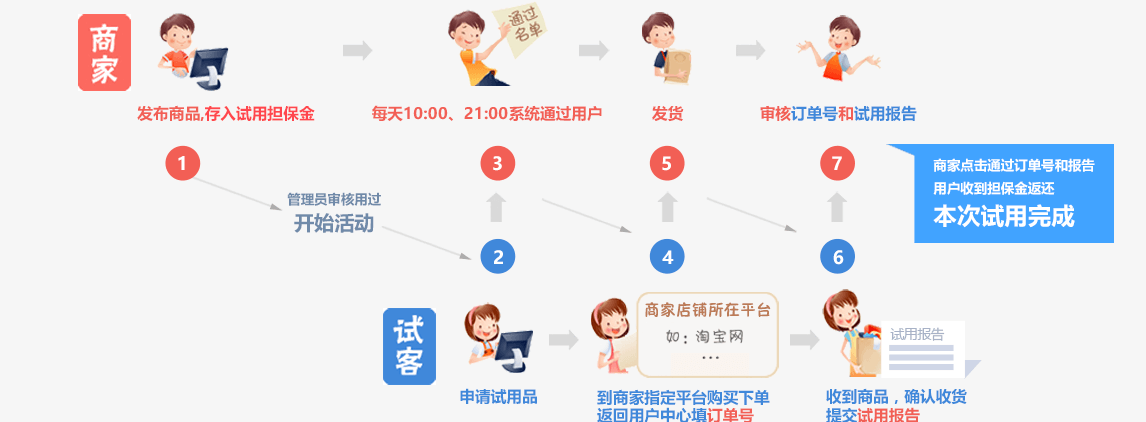 商家
通过
名单
发布商品,存入试用担保金
每天10:00、21:00系统通过用户
发货
审核订单号和试用报告
1
3
5
7
商家点击通过订单号和报告
用户收到担保金返还
本次试用完成
管理员审核用过
开始活动
2
4
6
试客
商家店铺所在平台
如：淘宝网
...
试用报告
申请试用品
到商家指定平台购买下单
返回用户中心填订单号
收到商品，确认收货
提交试用报告